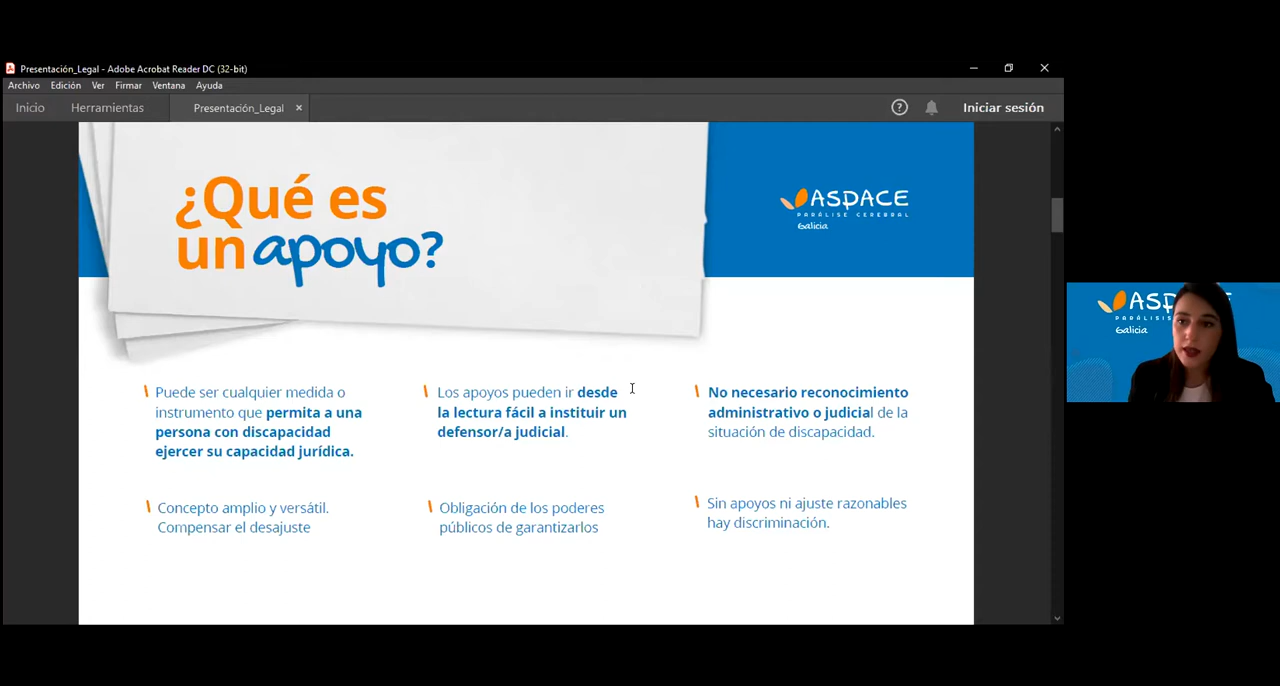 Presentación_Legal - Adobe Acrobat Reader DC (32-bit)
Archivo Edición Ver Firmar Ventana Ayuda
Inicio Herramientas Presentación_Legal × ? Iniciar sesión
¿Qué es
un apoyo?
ASPACE
PARÁLISE CEREBRAL
Galicia
Puede ser cualquier medida o
instrumento que permita a una
persona con discapacidad
ejercer su capacidad jurídica.
Los apoyos pueden ir desde
la lectura fácil a instituir un
defensor/a judicial.
No necesario reconocimiento
administrativo o judicial de la
situación de discapacidad.
Concepto amplio y versátil.
Compensar el desajuste
Obligación de los poderes
públicos de garantizarlos
Sin apoyos ni ajuste razonables
hay discriminación.
Galicia